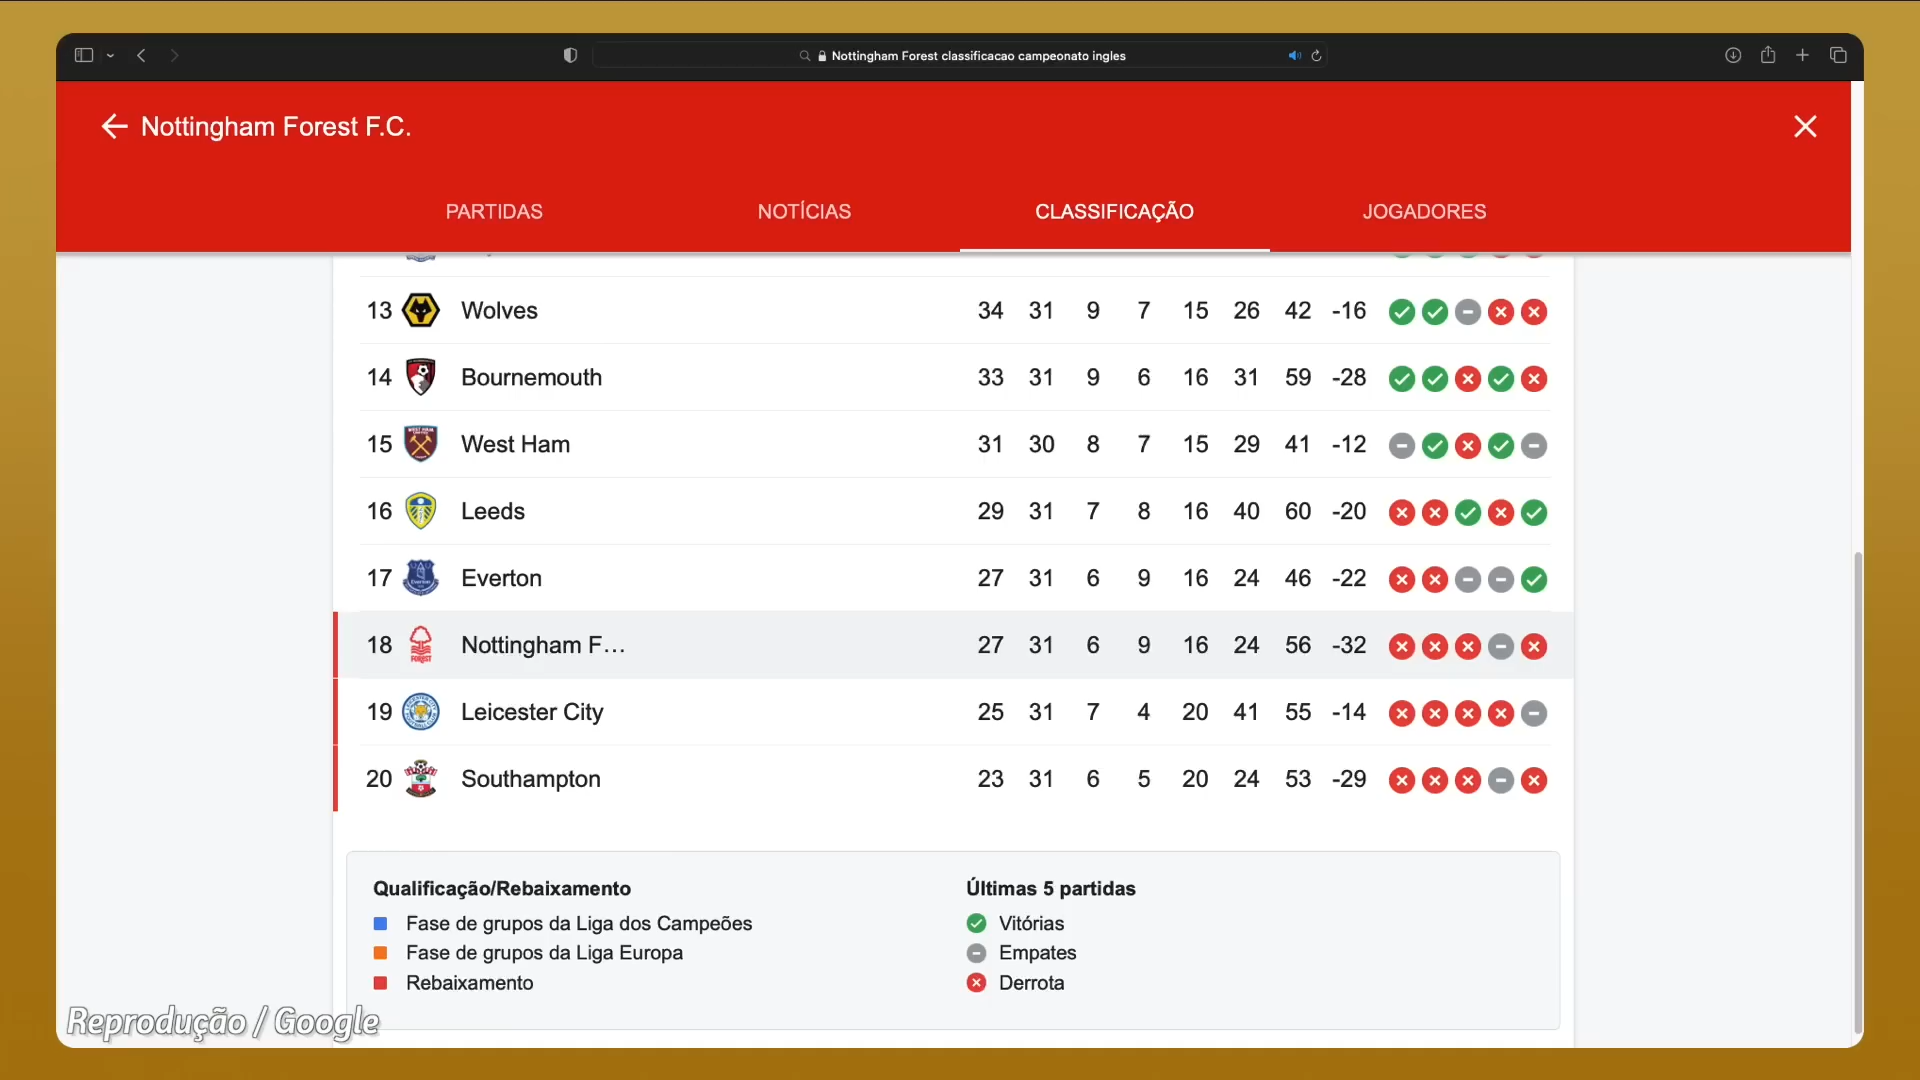 Nottingham Forest classificacao campeonato ingles
Nottingham Forest F.C.
PARTIDAS NOTÍCIAS CLASSIFICAÇÃO JOGADORES
13 Wolves 34 31 9 7 15 26 42 -16
14 Bournemouth 33 31 9 6 16 31 59 -28
15 West Ham 31 30 8 7 15 29 41 -12
16 Leeds 29 31 7 8 16 40 60 -20
17 Everton 27 31 6 9 16 24 46 -22
18 Nottingham F... 27 31 6 9 16 24 56 -32
19 Leicester City 25 31 7 4 20 41 55 -14
20 Southampton 23 31 6 5 20 24 53 -29
Qualificação/Rebaixamento
Fase de grupos da Liga dos Campeões
Fase de grupos da Liga Europa
Rebaixamento
Últimas 5 partidas
Vitórias
Empates
Derrota
Reprodução / Google